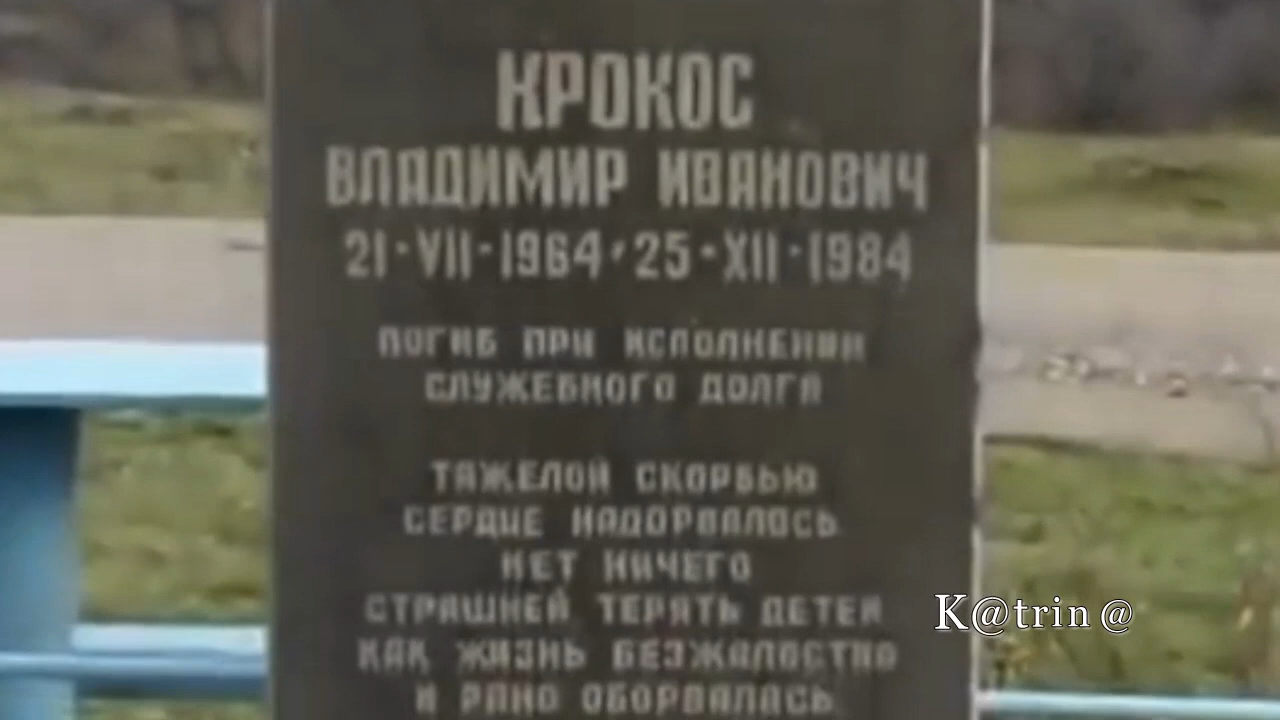 КРОКОС
ВЛАДИМИР ИВАНОВИЧ
21·VII·1964 · 25·XII·1984
ПОГИБ ПРИ ИСПОЛНЕНИИ
СЛУЖЕБНОГО ДОЛГА
ТЯЖЕЛОЙ СКОРБЬЮ
СЕРДЦЕ НАДОРВАЛОСЬ
НЕТ НИЧЕГО
СТРАШНЕЙ ТЕРЯТЬ ДЕТЕЙ
КАК ЖИЗНЬ БЕЗЖАЛОСТНО
И РАНО ОБОРВАЛАСЬ
K@trin@